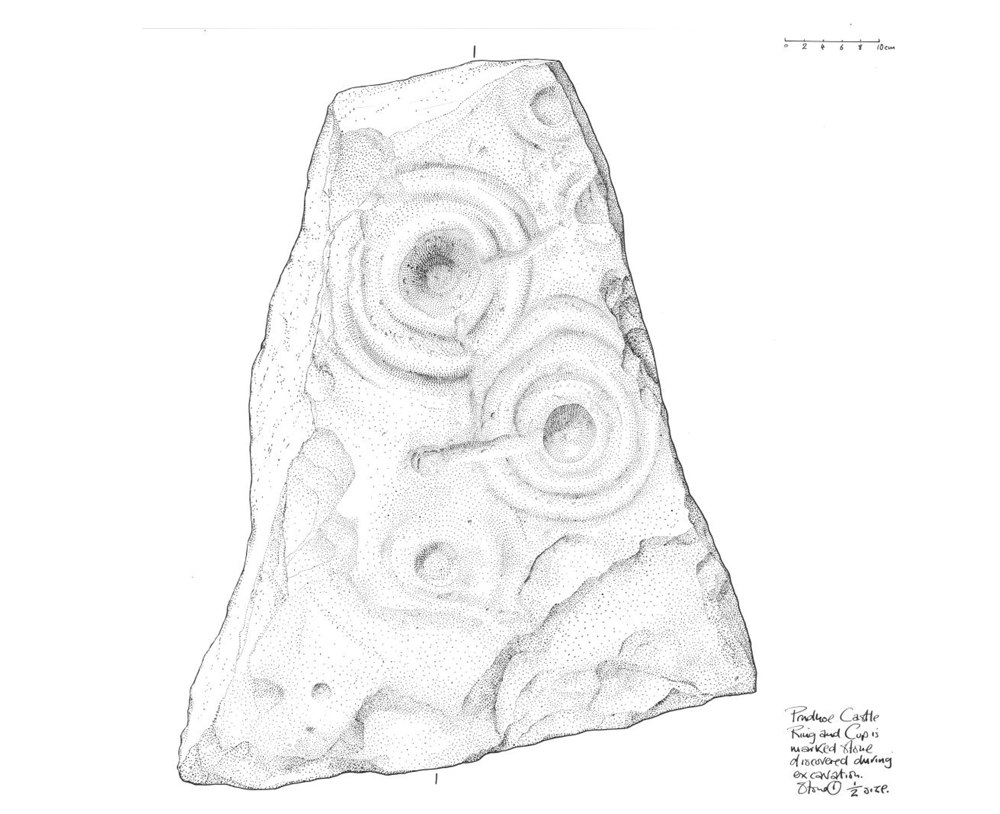 0 2 4 6 8 10cm
Prudhoe Castle
Ring and Cup is
marked Stone
discovered during
excavation.
Stone ① 1/2 size.